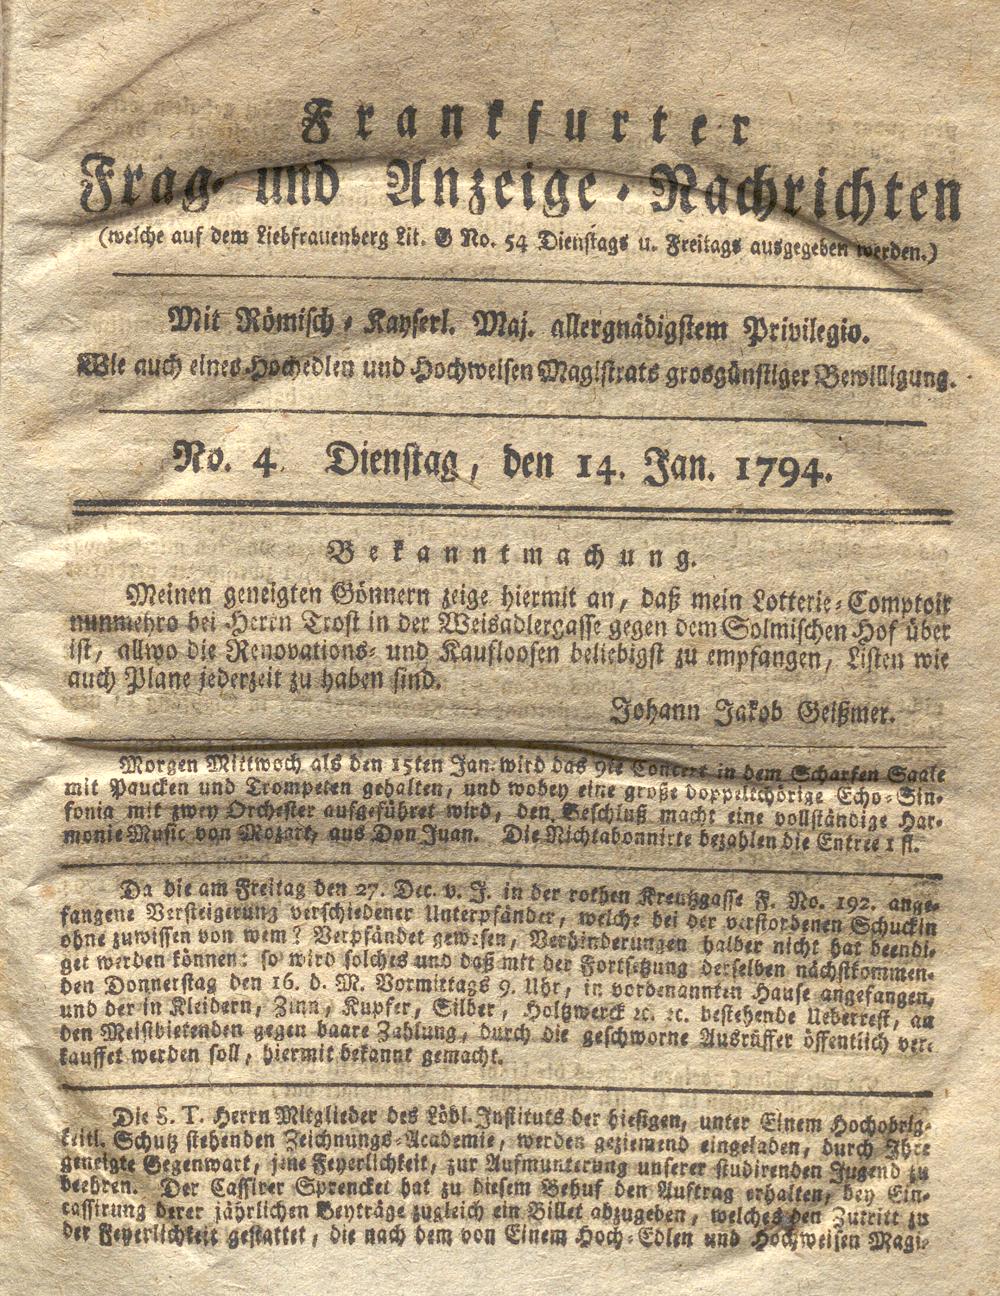 Frankfurter
Frag- und Anzeige-Nachrichten
(welche auf dem Liebfrauenberg Lit. G No. 54 Dienstags u. Freitags ausgegeben werden.)
Mit Römisch-Kayserl. Maj. allergnädigstem Privilegio.
Wie auch eines Hochedlen und Hochweisen Magistrats grosgünstiger Bewilligung.
No. 4. Dienstag, den 14. Jan. 1794.
Bekanntmachung.
Meinen geneigten Gönnern zeige hiermit an, daß mein Lotterie-Comptoir
nunmehro bei Herrn Trost in der Weisadlergasse gegen dem Solmischen Hof über
ist, allwo die Renovations- und Kaufloosen beliebigst zu empfangen, Listen wie
auch Plane jederzeit zu haben sind.
Johann Jakob Geißmer.
Morgen Mittwoch als den 15ten Jan. wird das 9te Concert in dem Scharfen Saale
mit Paucken und Trompeten gehalten, und wobey eine große doppeltchörige Echo-Sin-
fonia mit zwey Orchester aufgeführet wird, den Beschluß macht eine vollständige Har-
monie Music von Mozart, aus Don Juan. Die Nichtabonnirte bezahlen die Entree 1 fl.
Da die am Freitag den 27. Dec. v. J. in der rothen Kreutzgasse F. No. 192. ange-
fangene Versteigerung verschiedener Unterpfänder, welche bei der verstorbenen Schuckin
ohne zuwissen von wem? Verpfändet gewesen, Verhinderungen halber nicht hat beendi-
get werden können: so wird solches und daß mit der Fortsetzung derselben nächstkommen-
den Donnerstag den 16. d. M. Vormittags 9. Uhr, in vordenannten Hause angefangen,
und der in Kleidern, Zinn, Kupfer, Silber, Holtzwerck ꝛc. ꝛc. bestehende Ueberrest, an
den Meistbietenden gegen baare Zahlung, durch die geschworne Ausrüffer öffentlich ver-
kauffet werden soll, hiermit bekannt gemacht.
Die S. T. Herrn Mitglieder des Löbl. Instituts der hiesigen, unter Einem Hochobrig-
keitl. Schutz stehenden Zeichnungs-Academie, werden geziemend eingeladen, durch Ihre
geneigte Gegenwart, jene Feyerlichkeit, zur Aufmunterung unserer studirenden Jugend zu
beehren. Der Cassirer Sprencket hat zu diesem Behuf den Auftrag erhalten, bey Ein-
cassirung derer jährlichen Beyträge zugleich ein Billet abzugeben, welches den Zutritt zu
der Feyerlichkeit gestattet, die nach dem von Einem Hoch-Edlen und Hochweisen Magi-